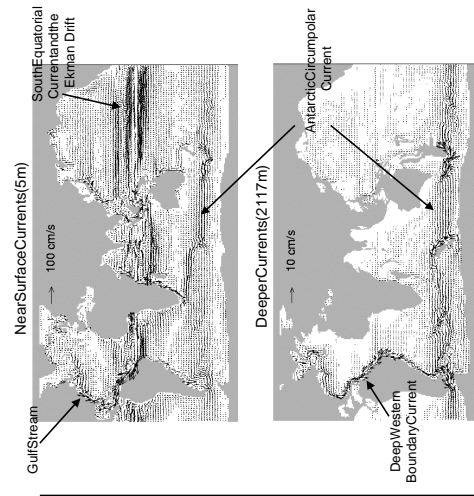 NearSurfaceCurrents(5m)
GulfStream
100 cm/s
SouthEquatorial
Currentandthe
Ekman Drift
DeeperCurrents(2117m)
10 cm/s
DeepWestern
BoundaryCurrent
AntarcticCircumpolar
Current